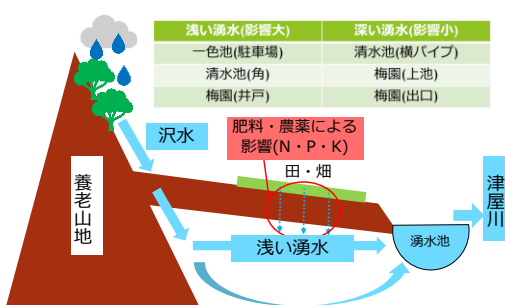 浅い湧水(影響大) 深い湧水(影響小)
一色池(駐車場) 清水池(横パイプ)
清水池(角) 梅園(上池)
梅園(井戸) 梅園(出口)
沢水
肥料・農薬による
影響(N・P・K)
田・畑
養老山地
津屋川
浅い湧水
湧水池